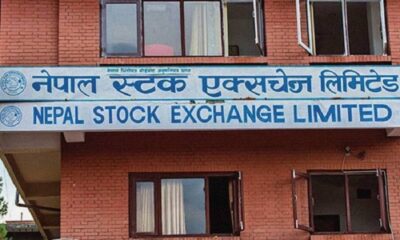 नेपाल स्टक एक्सचेन्ज लिमिटेड
NEPAL STOCK EXCHANGE LIMITED